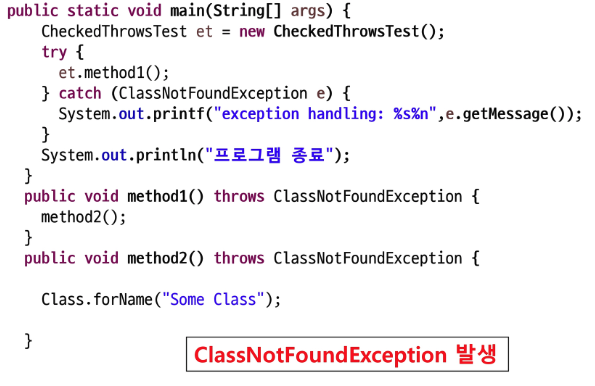 public static void main(String[] args) {
CheckedThrowsTest et = new CheckedThrowsTest();
try {
et.method1();
} catch (ClassNotFoundException e) {
System.out.printf("exception handling: %s%n",e.getMessage());
}
System.out.println("프로그램 종료");
}
public void method1() throws ClassNotFoundException {
method2();
}
public void method2() throws ClassNotFoundException {
Class.forName("Some Class");
}
ClassNotFoundException 발생